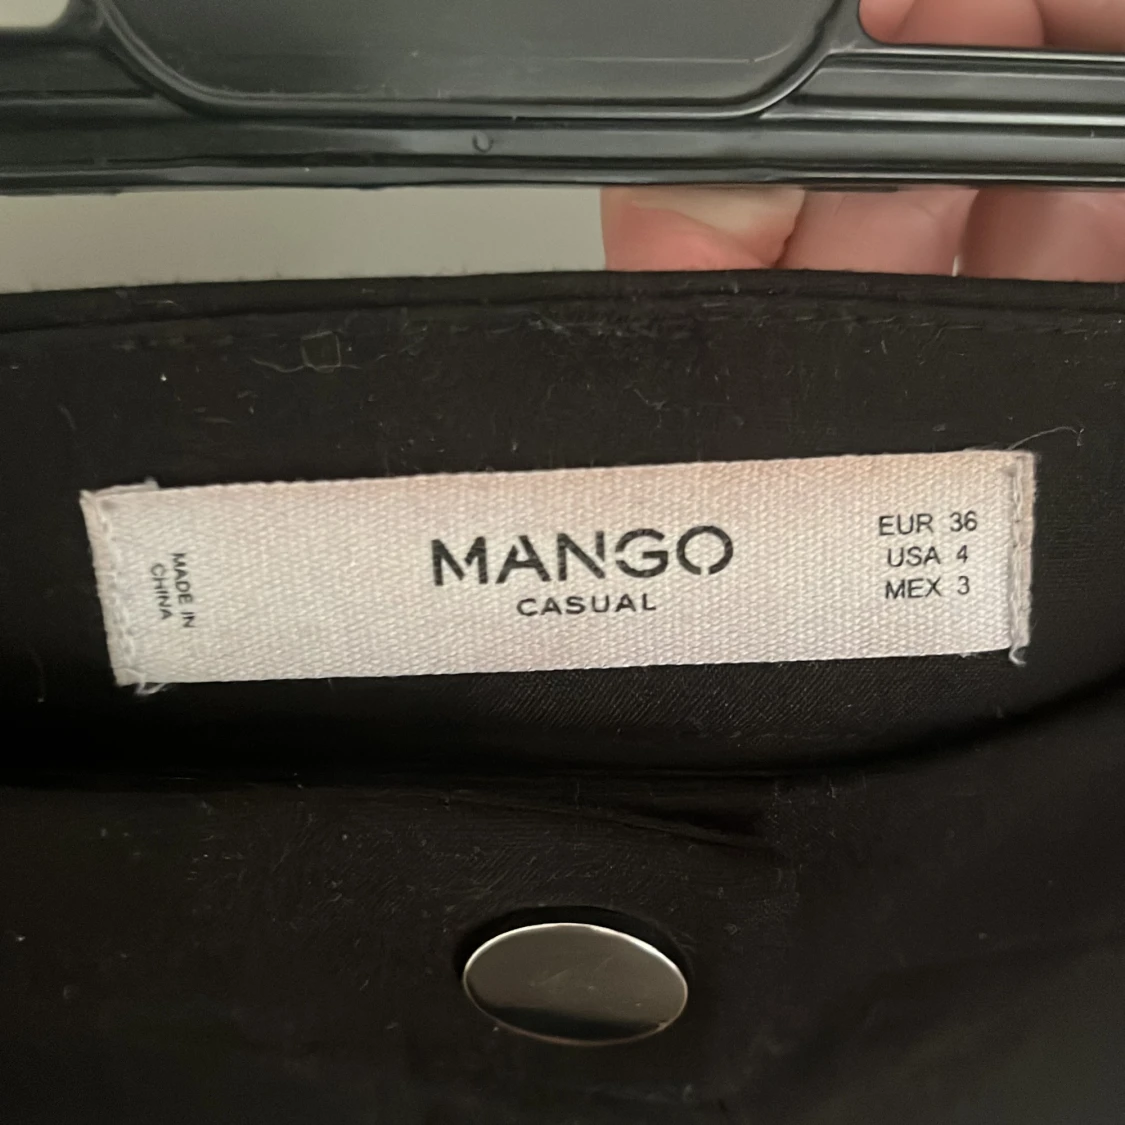 MADE IN
CHINA
MANGO
CASUAL
EUR 36
USA 4
MEX 3